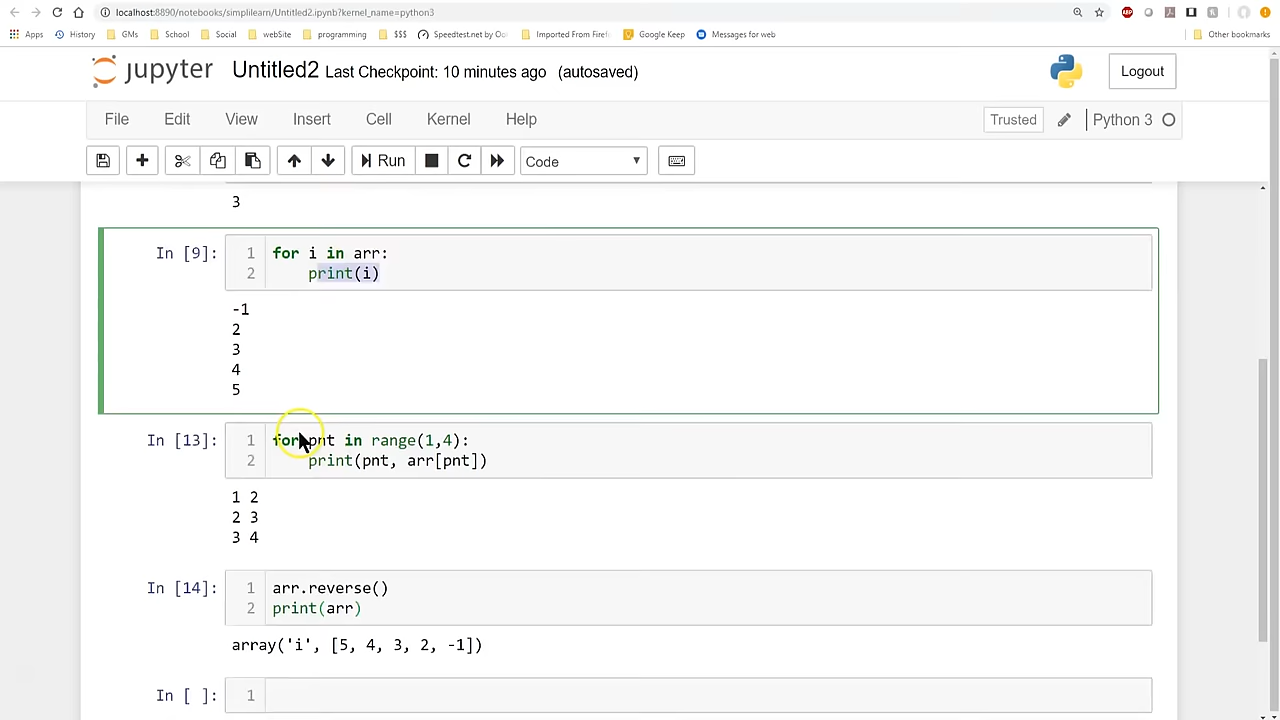 localhost:8890/notebooks/simplilearn/Untitled2.ipynb?kernel_name=python3
Apps History GMs School Social webSite programming $$$ Speedtest.net by Oo Imported From Firef Google Keep Messages for web Other bookmarks
jupyter Untitled2 Last Checkpoint: 10 minutes ago (autosaved) Logout
File Edit View Insert Cell Kernel Help Trusted Python 3
Run Code
3
In [9]: 1 for i in arr:
2 print(i)
-1
2
3
4
5
In [13]: 1 for pnt in range(1,4):
2 print(pnt, arr[pnt])
1 2
2 3
3 4
In [14]: 1 arr.reverse()
2 print(arr)
array('i', [5, 4, 3, 2, -1])
In [ ]: 1